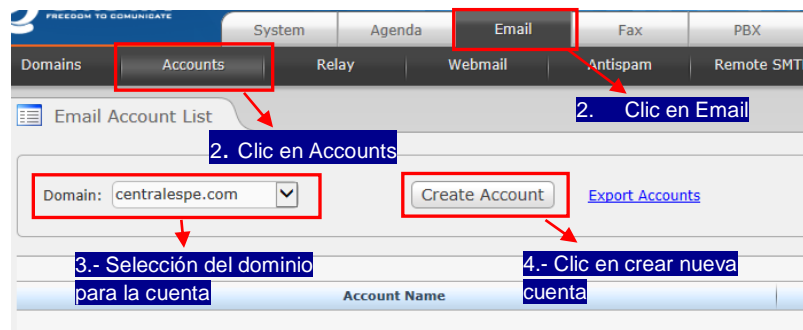 FREEDOM TO COMUNICATE
System Agenda Email Fax PBX
Domains Accounts Relay Webmail Antispam Remote SMT
Email Account List
2. Clic en Email
2. Clic en Accounts
Domain: centralespe.com Create Account Export Accounts
3.- Selección del dominio
para la cuenta
4.- Clic en crear nueva
cuenta
Account Name